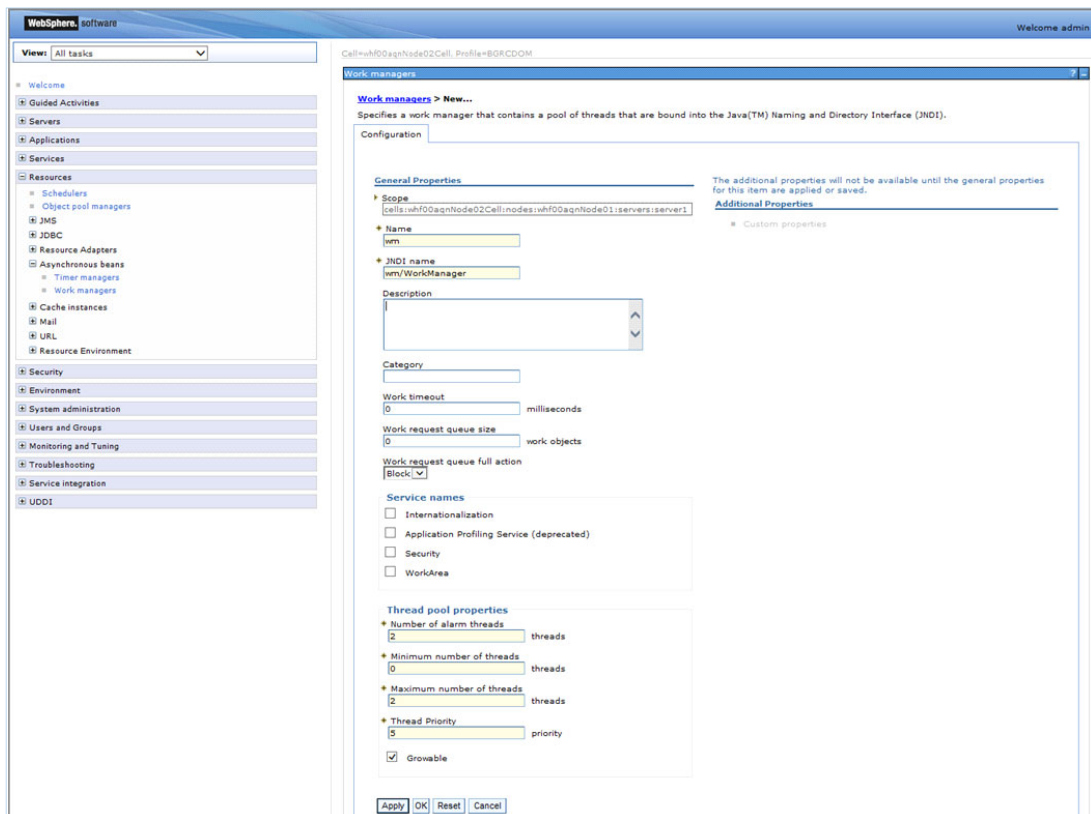 WebSphere. software
Welcome admin
View: All tasks
Cell=whf00aqnNode02Cell, Profile=BGRCDOM
Work managers
? –
Welcome
Guided Activities
Servers
Applications
Services
Resources
Schedulers
Object pool managers
JMS
JDBC
Resource Adapters
Asynchronous beans
Timer managers
Work managers
Cache instances
Mail
URL
Resource Environment
Security
Environment
System administration
Users and Groups
Monitoring and Tuning
Troubleshooting
Service integration
UDDI
Work managers > New...
Specifies a work manager that contains a pool of threads that are bound into the Java(TM) Naming and Directory Interface (JNDI).
Configuration
General Properties
Scope
cells:whf00aqnNode02Cell:nodes:whf00aqnNode01:servers:server1
Name
wm
JNDI name
wm/WorkManager
Description
Category
Work timeout
0 milliseconds
Work request queue size
0 work objects
Work request queue full action
Block
Service names
Internationalization
Application Profiling Service (deprecated)
Security
WorkArea
Thread pool properties
Number of alarm threads
2 threads
Minimum number of threads
0 threads
Maximum number of threads
2 threads
Thread Priority
5 priority
Growable
Apply OK Reset Cancel
The additional properties will not be available until the general properties
for this item are applied or saved.
Additional Properties
Custom properties